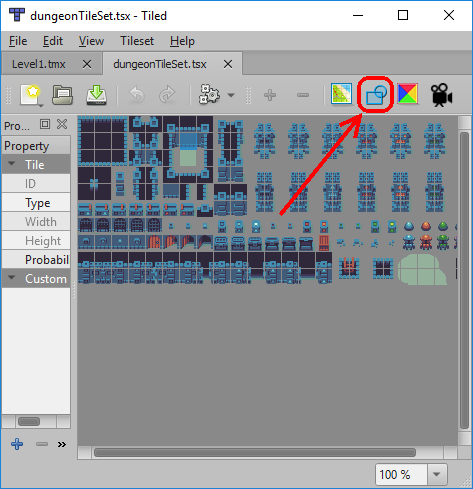 dungeonTileSet.tsx - Tiled
File Edit View Tileset Help
Level1.tmx dungeonTileSet.tsx
Pro...
Property
Tile
ID
Type
Width
Height
Probabil
Custom
»
100 %